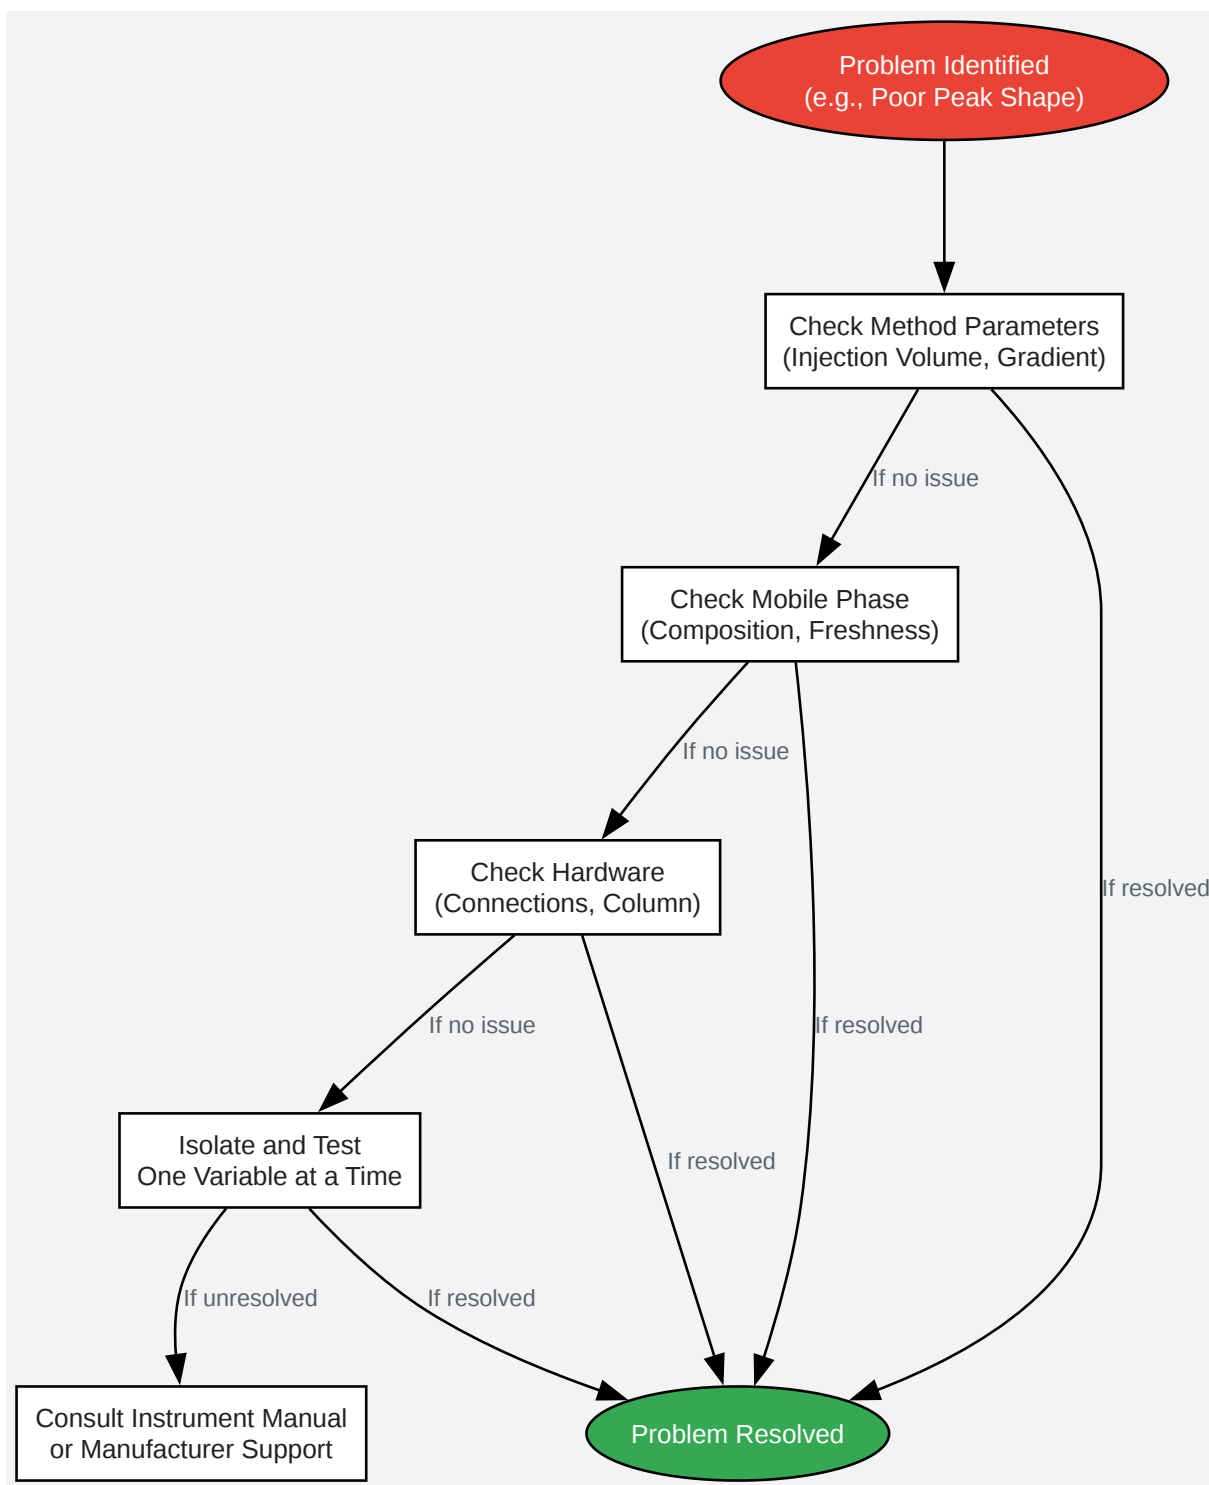 Problem Identified
(e.g., Poor Peak Shape)
Check Method Parameters
(Injection Volume, Gradient)
If no issue
Check Mobile Phase
(Composition, Freshness)
If no issue
Check Hardware
(Connections, Column)
If resolved
If no issue
If resolved
Isolate and Test
One Variable at a Time
If resolved
If unresolved
If resolved
Consult Instrument Manual
or Manufacturer Support
Problem Resolved